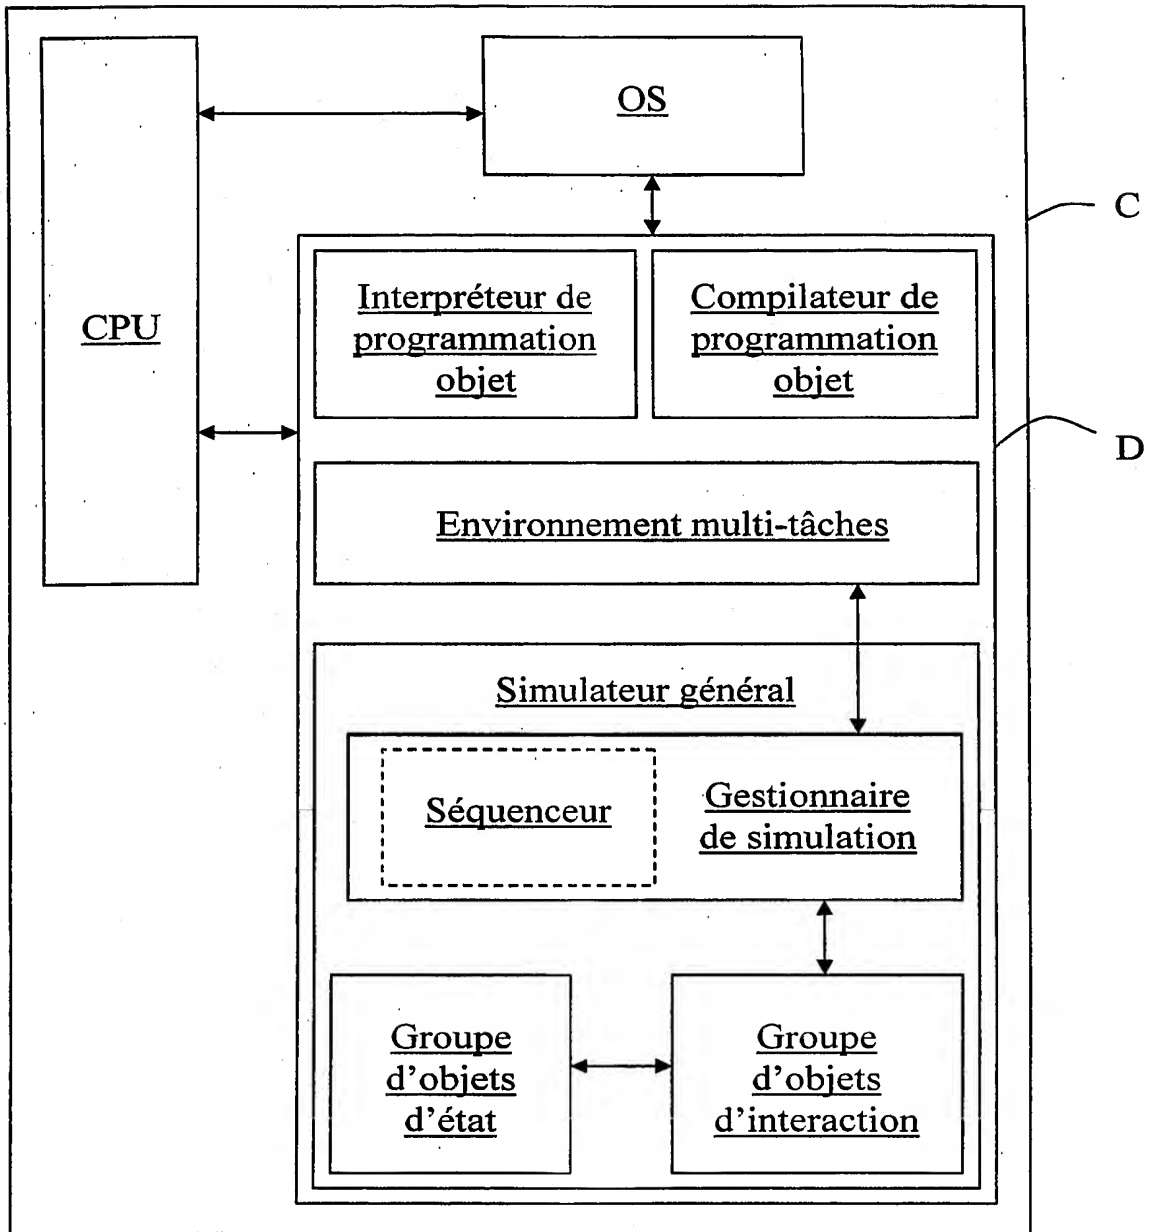 OS
C
CPU
Interpréteur de
programmation
objet
Compilateur de
programmation
objet
D
Environnement multi-tâches
Simulateur général
Séquenceur
Gestionnaire
de simulation
Groupe
d'objets
d'état
Groupe
d'objets
d'interaction